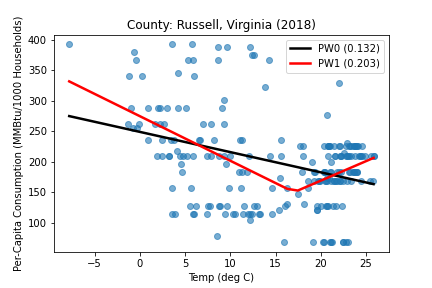 County: Russell, Virginia (2018)
PW0 (0.132)
PW1 (0.203)
Per-Capita Consumption (MMBtu/1000 Households)
400
350
300
250
200
150
100
−5
0
5
10
15
20
25
Temp (deg C)